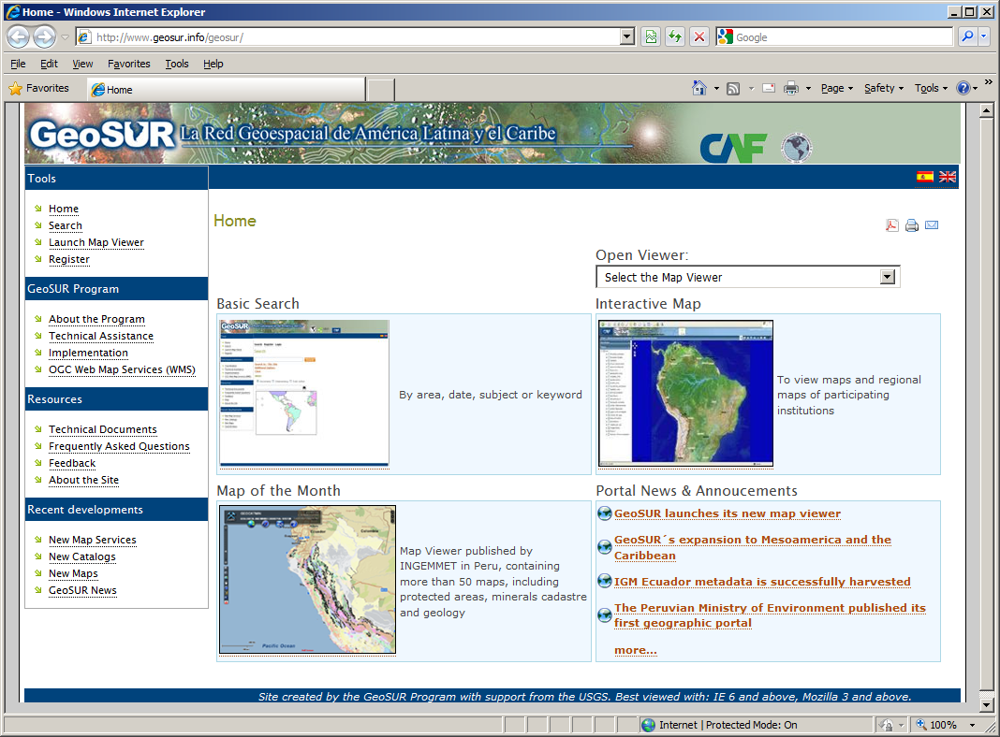 Home - Windows Internet Explorer
http://www.geosur.info/geosur/
Google
File Edit View Favorites Tools Help
Favorites
Home
Page Safety Tools
GeoSUR La Red Geoespacial de América Latina y el Caribe
CAF
Tools
Home
Search
Launch Map Viewer
Register
GeoSUR Program
About the Program
Technical Assistance
Implementation
OGC Web Map Services (WMS)
Resources
Technical Documents
Frequently Asked Questions
Feedback
About the Site
Recent developments
New Map Services
New Catalogs
New Maps
GeoSUR News
Home
Open Viewer:
Select the Map Viewer
Basic Search
GeoSUR
By area, date, subject or keyword
Interactive Map
To view maps and regional
maps of participating
institutions
Map of the Month
Pacific Ocean
Map Viewer published by
INGEMMET in Peru, containing
more than 50 maps, including
protected areas, minerals cadastre
and geology
Portal News & Annoucements
GeoSUR launches its new map viewer
GeoSUR´s expansion to Mesoamerica and the
Caribbean
IGM Ecuador metadata is successfully harvested
The Peruvian Ministry of Environment published its
first geographic portal
more...
Site created by the GeoSUR Program with support from the USGS. Best viewed with: IE 6 and above, Mozilla 3 and above.
Internet | Protected Mode: On
100%